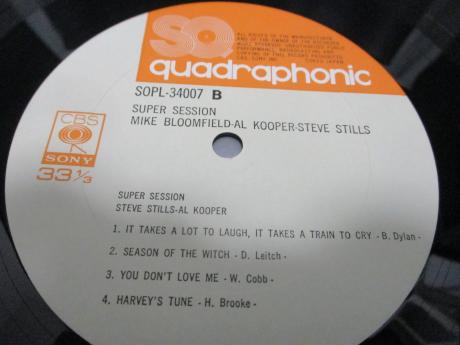 SQ
quadraphonic
SOPL-34007 B
SUPER SESSION
MIKE BLOOMFIELD-AL KOOPER-STEVE STILLS
CBS
SONY
33 1/3
SUPER SESSION
STEVE STILLS-AL KOOPER
1. IT TAKES A LOT TO LAUGH, IT TAKES A TRAIN TO CRY - B. Dylan -
2. SEASON OF THE WITCH - D. Leitch -
3. YOU DON'T LOVE ME - W. Cobb -
4. HARVEY'S TUNE - H. Brooke -